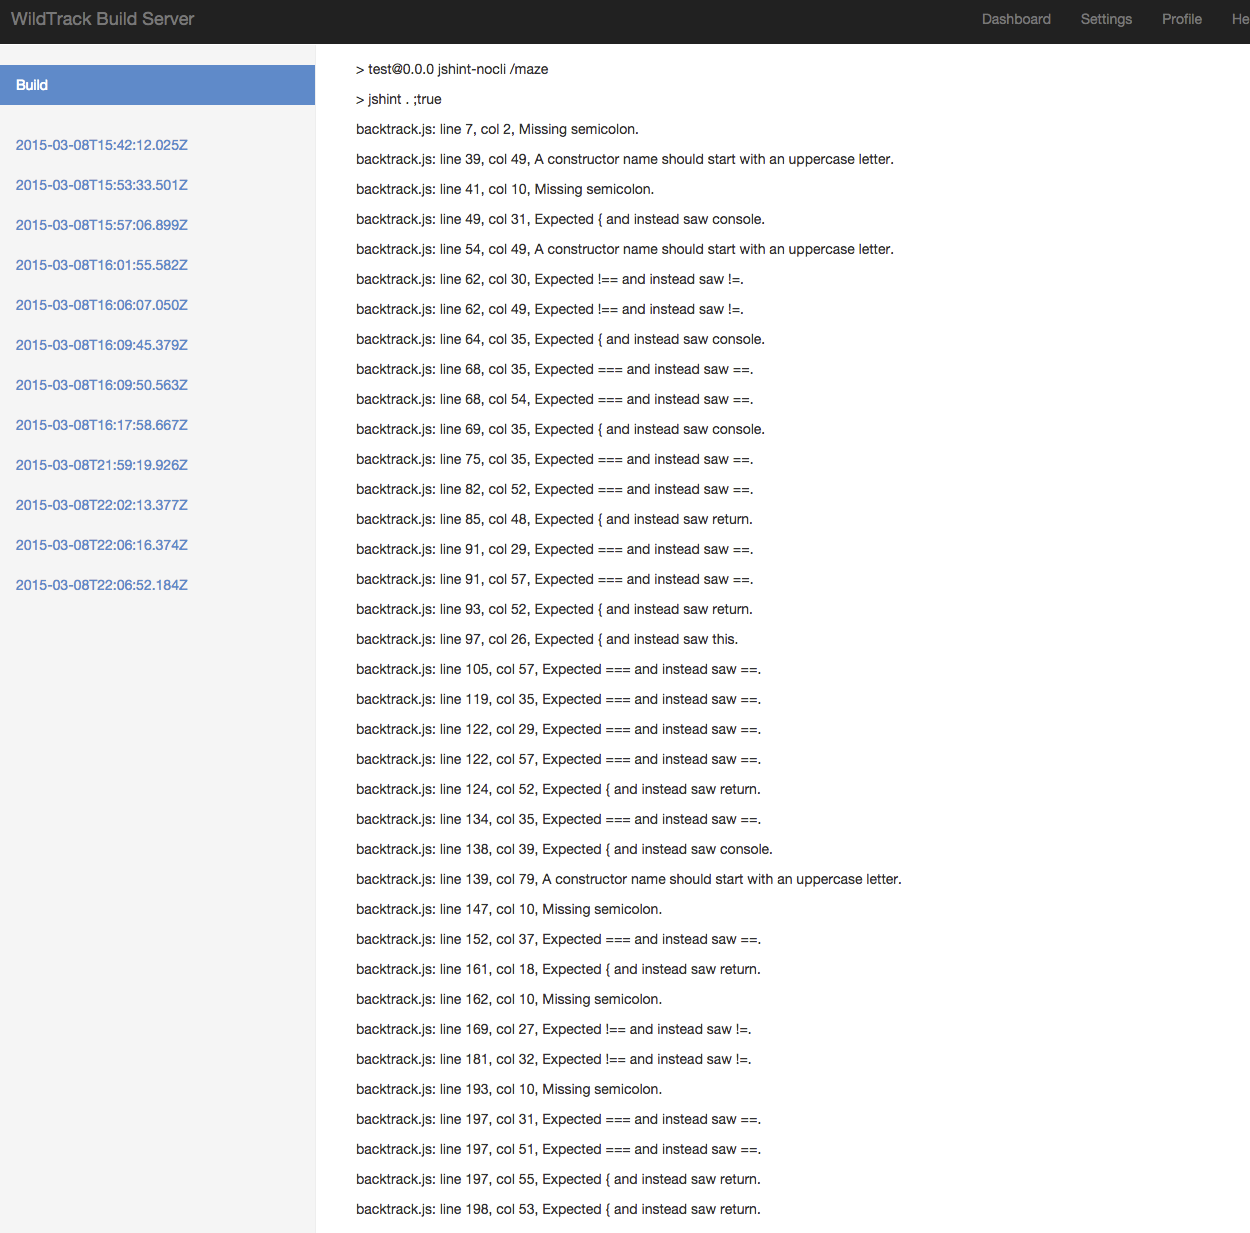 WildTrack Build Server
Dashboard Settings Profile He
Build
2015-03-08T15:42:12.025Z
2015-03-08T15:53:33.501Z
2015-03-08T15:57:06.899Z
2015-03-08T16:01:55.582Z
2015-03-08T16:06:07.050Z
2015-03-08T16:09:45.379Z
2015-03-08T16:09:50.563Z
2015-03-08T16:17:58.667Z
2015-03-08T21:59:19.926Z
2015-03-08T22:02:13.377Z
2015-03-08T22:06:16.374Z
2015-03-08T22:06:52.184Z
> test@0.0.0 jshint-nocli /maze
> jshint . ;true
backtrack.js: line 7, col 2, Missing semicolon.
backtrack.js: line 39, col 49, A constructor name should start with an uppercase letter.
backtrack.js: line 41, col 10, Missing semicolon.
backtrack.js: line 49, col 31, Expected { and instead saw console.
backtrack.js: line 54, col 49, A constructor name should start with an uppercase letter.
backtrack.js: line 62, col 30, Expected !== and instead saw !=.
backtrack.js: line 62, col 49, Expected !== and instead saw !=.
backtrack.js: line 64, col 35, Expected { and instead saw console.
backtrack.js: line 68, col 35, Expected === and instead saw ==.
backtrack.js: line 68, col 54, Expected === and instead saw ==.
backtrack.js: line 69, col 35, Expected { and instead saw console.
backtrack.js: line 75, col 35, Expected === and instead saw ==.
backtrack.js: line 82, col 52, Expected === and instead saw ==.
backtrack.js: line 85, col 48, Expected { and instead saw return.
backtrack.js: line 91, col 29, Expected === and instead saw ==.
backtrack.js: line 91, col 57, Expected === and instead saw ==.
backtrack.js: line 93, col 52, Expected { and instead saw return.
backtrack.js: line 97, col 26, Expected { and instead saw this.
backtrack.js: line 105, col 57, Expected === and instead saw ==.
backtrack.js: line 119, col 35, Expected === and instead saw ==.
backtrack.js: line 122, col 29, Expected === and instead saw ==.
backtrack.js: line 122, col 57, Expected === and instead saw ==.
backtrack.js: line 124, col 52, Expected { and instead saw return.
backtrack.js: line 134, col 35, Expected === and instead saw ==.
backtrack.js: line 138, col 39, Expected { and instead saw console.
backtrack.js: line 139, col 79, A constructor name should start with an uppercase letter.
backtrack.js: line 147, col 10, Missing semicolon.
backtrack.js: line 152, col 37, Expected === and instead saw ==.
backtrack.js: line 161, col 18, Expected { and instead saw return.
backtrack.js: line 162, col 10, Missing semicolon.
backtrack.js: line 169, col 27, Expected !== and instead saw !=.
backtrack.js: line 181, col 32, Expected !== and instead saw !=.
backtrack.js: line 193, col 10, Missing semicolon.
backtrack.js: line 197, col 31, Expected === and instead saw ==.
backtrack.js: line 197, col 51, Expected === and instead saw ==.
backtrack.js: line 197, col 55, Expected { and instead saw return.
backtrack.js: line 198, col 53, Expected { and instead saw return.